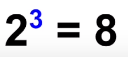 2³ = 8